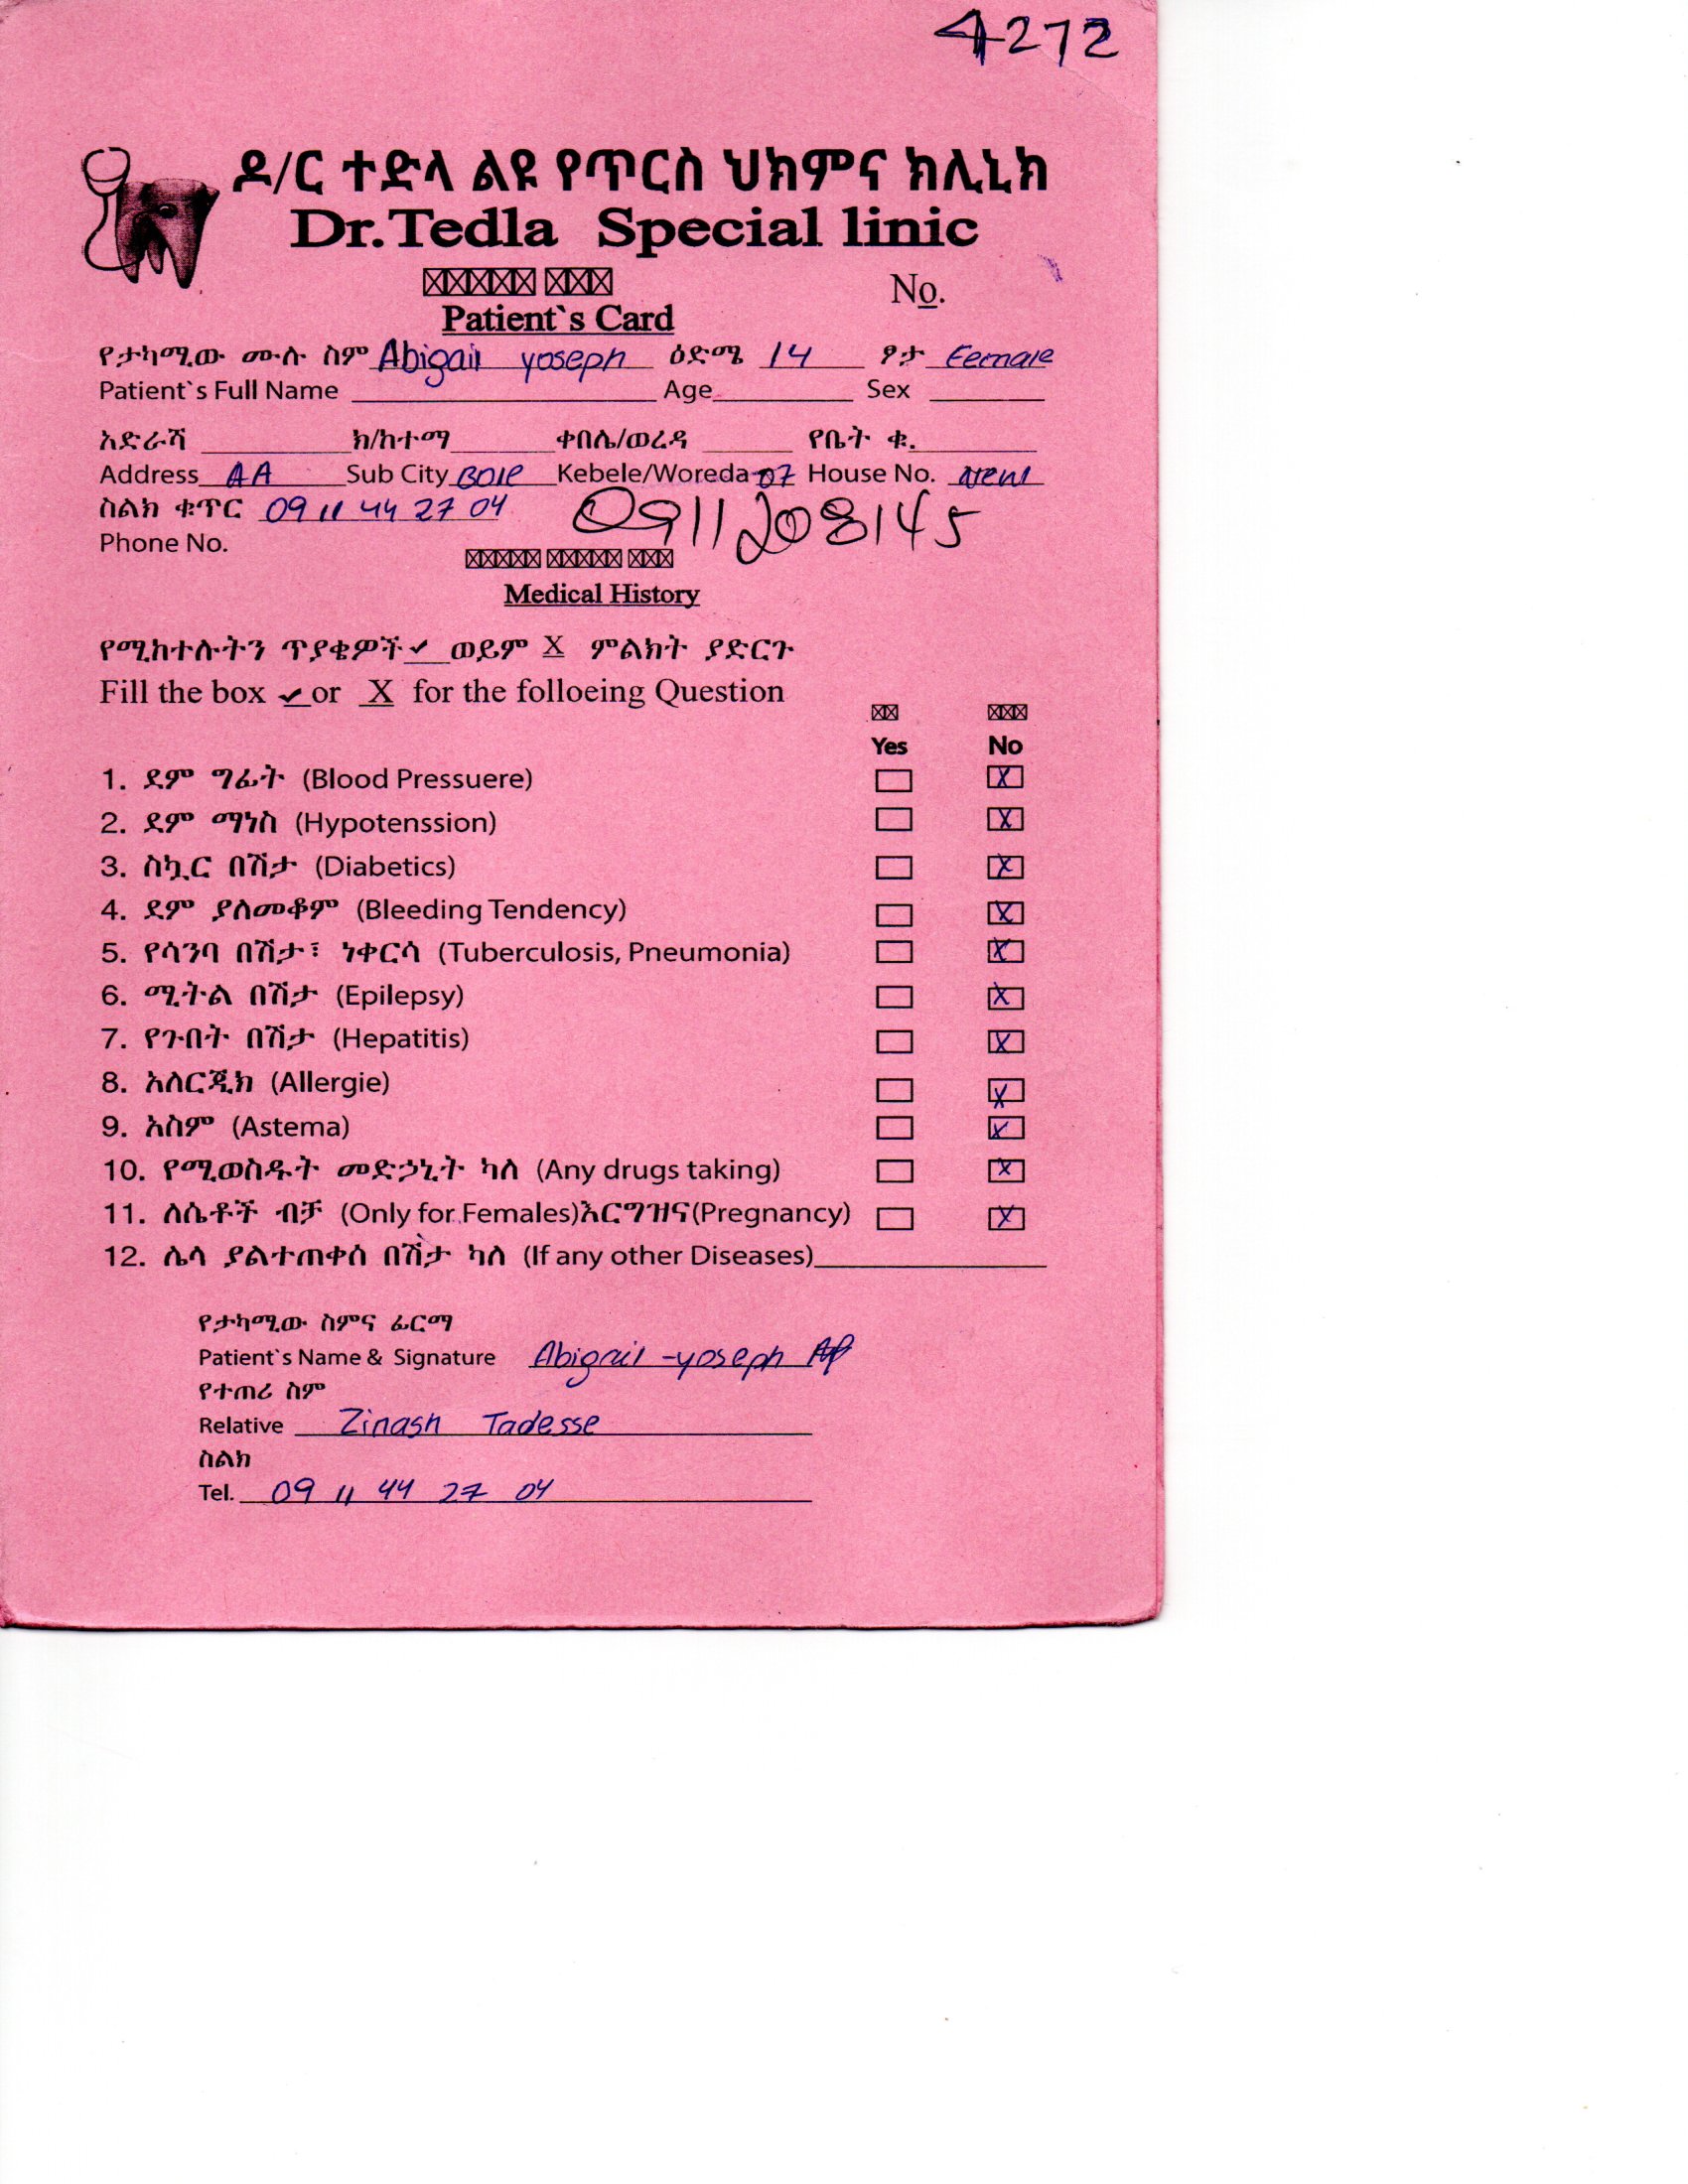 4272
ዶ/ር ተድላ ልዩ የጥርስ ህክምና ክሊኒክ
Dr.Tedla Special linic
No.
Patient`s Card
የታካሚው ሙሉ ስም Abigail yoseph ዕድሜ 14 ፆታ Female
Patient`s Full Name Age Sex
አድራሻ ክ/ከተማ ቀበሌ/ወረዳ የቤት ቁ.
Address AA Sub City Bole Kebele/Woreda 07 House No. New
ስልክ ቁጥር 09 11 44 27 04 0911208145
Phone No.
Medical History
የሚከተሉትን ጥያቄዎች ✓ ወይም X ምልክት ያድርጉ
Fill the box ✓ or X for the folloeing Question
Yes No
1. ደም ግፊት (Blood Pressuere) X
2. ደም ማነስ (Hypotenssion) X
3. ስኳር በሽታ (Diabetics) X
4. ደም ያለመቆም (Bleeding Tendency) X
5. የሳንባ በሽታ፣ ነቀርሳ (Tuberculosis, Pneumonia) X
6. ሚትል በሽታ (Epilepsy) X
7. የጉበት በሽታ (Hepatitis) X
8. አለርጂክ (Allergie) X
9. አስም (Astema) X
10. የሚወስዱት መድኃኒት ካለ (Any drugs taking) X
11. ለሴቶች ብቻ (Only for Females)እርግዝና(Pregnancy) X
12. ሌላ ያልተጠቀሰ በሽታ ካለ (If any other Diseases)
የታካሚው ስምና ፊርማ
Patient`s Name & Signature Abigail -yoseph
የተጠሪ ስም
Relative Zinash Tadesse
ስልክ
Tel. 09 11 44 27 04